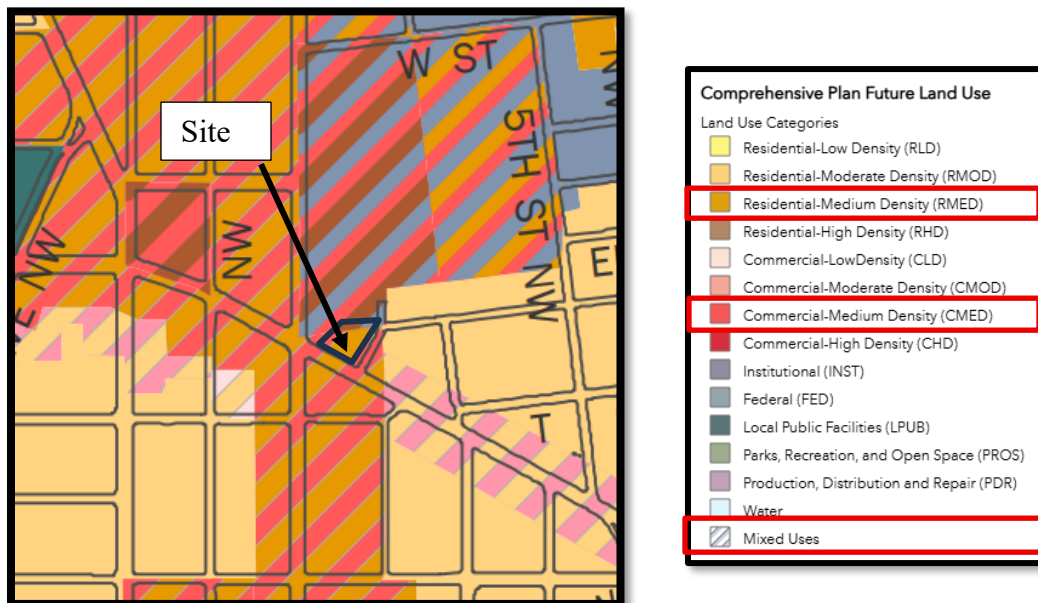 W ST
NW
Site
5TH ST NW
NW
E NW
E
T
N
N
Comprehensive Plan Future Land Use
Land Use Categories
Residential-Low Density (RLD)
Residential-Moderate Density (RMOD)
Residential-Medium Density (RMED)
Residential-High Density (RHD)
Commercial-LowDensity (CLD)
Commercial-Moderate Density (CMOD)
Commercial-Medium Density (CMED)
Commercial-High Density (CHD)
Institutional (INST)
Federal (FED)
Local Public Facilities (LPUB)
Parks, Recreation, and Open Space (PROS)
Production, Distribution and Repair (PDR)
Water
Mixed Uses